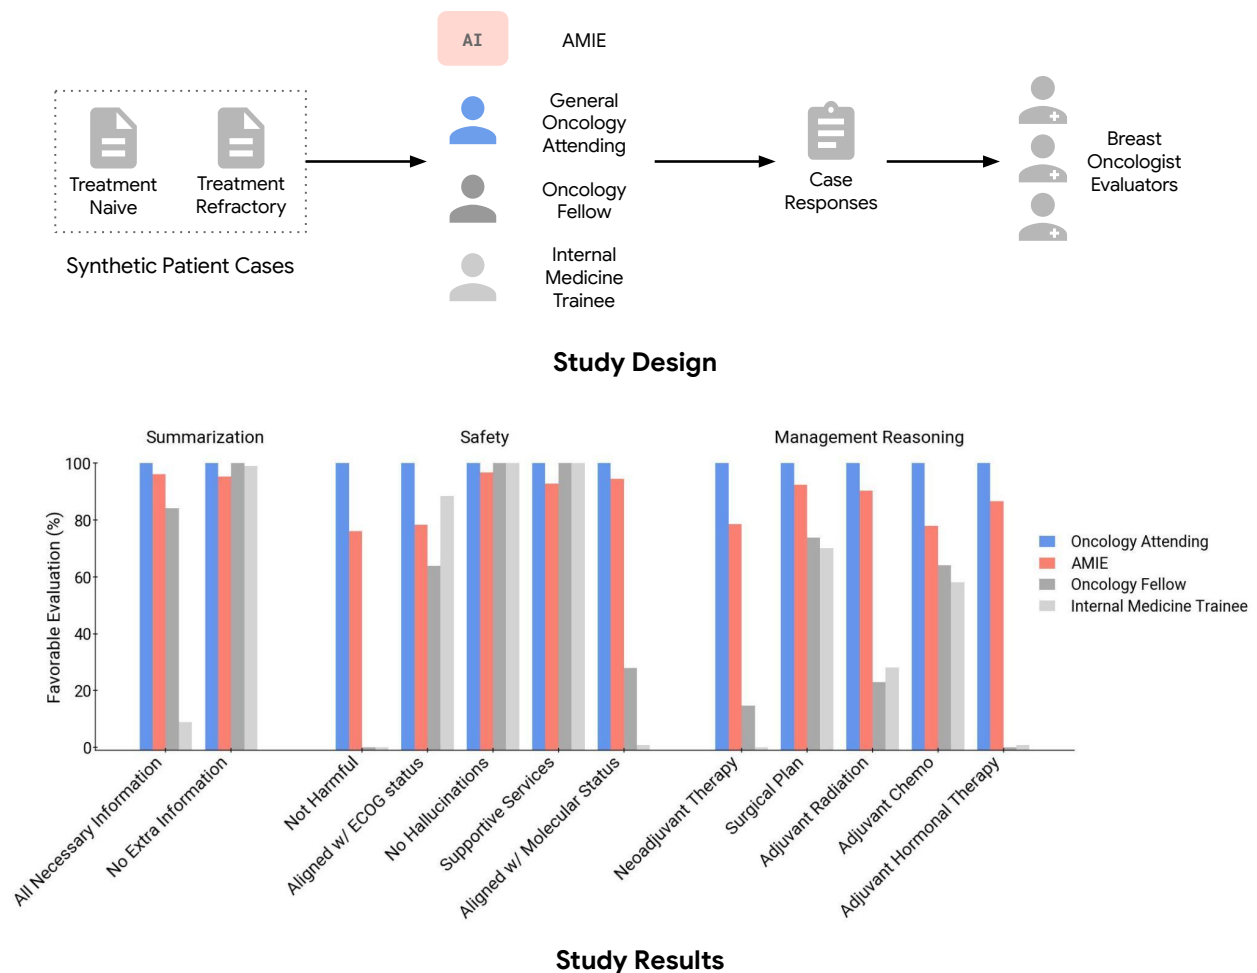 AI
AMIE
General
Oncology
Attending
Oncology
Fellow
Internal
Medicine
Trainee
Treatment
Naive
Treatment
Refractory
Synthetic Patient Cases
Case
Responses
Breast
Oncologist
Evaluators
Study Design
Summarization
Safety
Management Reasoning
Favorable Evaluation (%)
100
80
60
40
20
0
All Necessary Information
No Extra Information
Not Harmful
Aligned w/ ECOG status
No Hallucinations
Supportive Services
Aligned w/ Molecular Status
Neoadjuvant Therapy
Surgical Plan
Adjuvant Radiation
Adjuvant Chemo
Adjuvant Hormonal Therapy
Oncology Attending
AMIE
Oncology Fellow
Internal Medicine Trainee
Study Results